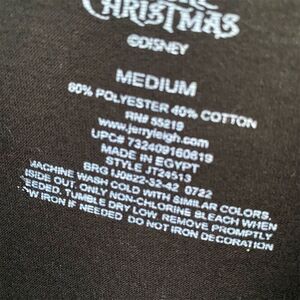 CHRISTMAS
©DISNEY
MEDIUM
60% POLYESTER 40% COTTON
RN# 55219
www.jerryleigh.com
UPC# 732409160619
MADE IN EGYPT
STYLE JT24513
BRG IJ0622-32-42 0722
MACHINE WASH COLD WITH SIMILAR COLORS,
INSIDE OUT. ONLY NON-CHLORINE BLEACH WHEN
NEEDED. TUMBLE DRY LOW. REMOVE PROMPTLY
IRON IF NEEDED. DO NOT IRON DECORATION